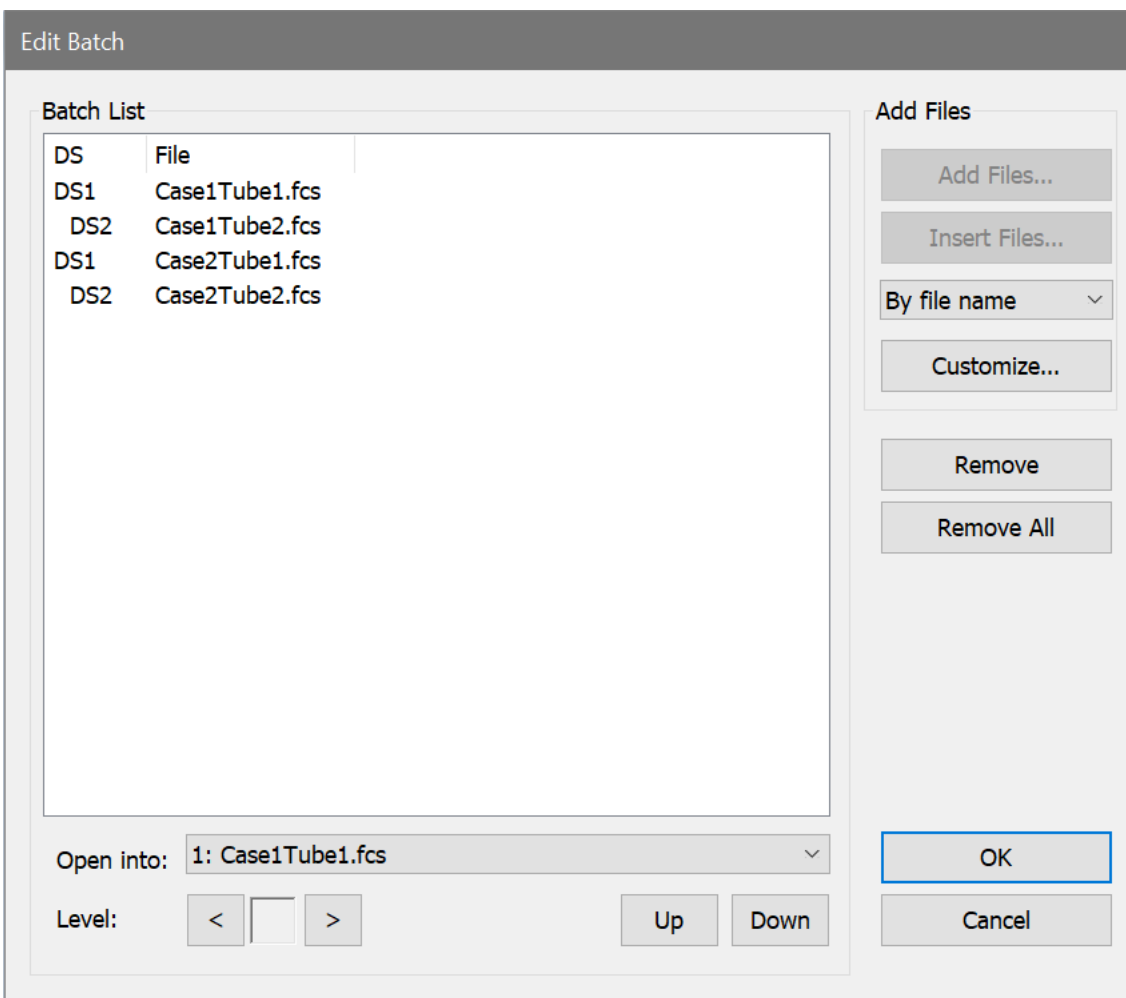 Edit Batch
Batch List
DS File
DS1 Case1Tube1.fcs
DS2 Case1Tube2.fcs
DS1 Case2Tube1.fcs
DS2 Case2Tube2.fcs
Open into: 1: Case1Tube1.fcs
Level: < > Up Down
Add Files
Add Files...
Insert Files...
By file name
Customize...
Remove
Remove All
OK
Cancel